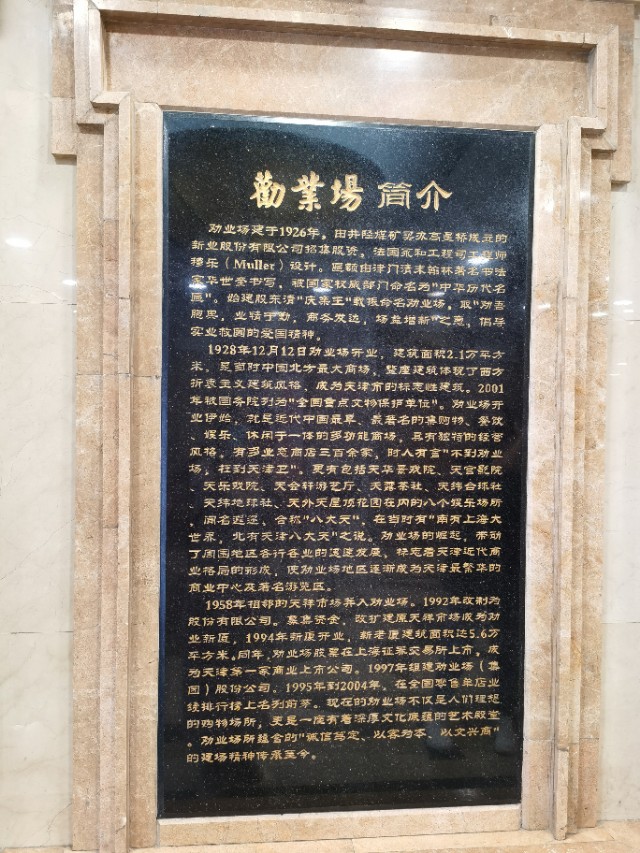 勸業場 简介
劝业场建于1926年，由井陉煤矿买办高星桥成立的
新业股份有限公司招集股资，法国永和工程司工程师
穆乐（Muller）设计。匾额由津门清末翰林著名书法
家华世奎书写，被国家权威部门命名为“中华历代名
匾”。始建股东清“庆亲王”载振命名劝业场，取“劝吾
胞舆，业精于勤，商务发达，场益增新”之意，倡导
实业救国的爱国精神。
1928年12月12日劝业场开业，建筑面积2.1万平方
米，是当时中国北方最大商场，整座建筑体现了西方
折衷主义建筑风格，成为天津市的标志性建筑。2001
年被国务院列为“全国重点文物保护单位”。劝业场开
业伊始，就是近代中国最早、最著名的集购物、餐饮
、娱乐、休闲于一体的多功能商场，具有独特的经营
风格，有多业态商店三百余家，时人有言“不到劝业
场，枉到天津卫”。更有包括天华景戏院、天宫影院
、天乐戏院、天会轩游艺厅、天露茶社、天纬台球社
、天纬地球社、天外天屋顶花园在内的八个娱乐场所
，闻名遐迩，合称“八大天”，在当时有“南有上海大
世界，北有天津八大天”之说。劝业场的崛起，带动
了周围地区各行各业的迅速发展，标志着天津近代商
业格局的形成，使劝业场地区逐渐成为天津最繁华的
商业中心及著名游览区。
1958年相邻的天祥市场并入劝业场。1992年改制为
股份有限公司。募集资金，改扩建原天祥市场成为劝业场
业新厦，1994年新厦开业，新老厦建筑面积达5.6万
平方米。同年，劝业场股票在上海证券交易所上市，成
为天津第一家商业上市公司。1997年组建劝业场（集
团）股份公司、1995年到2004年，在全国零售单店业
绩排行榜上名列前茅。现在的劝业场不仅是人们理想
的购物场所，更是一座有着深厚文化底蕴的艺术殿堂
。劝业场所蕴含的“诚信笃定、以客为本、以文兴商”
的建场精神传承至今。